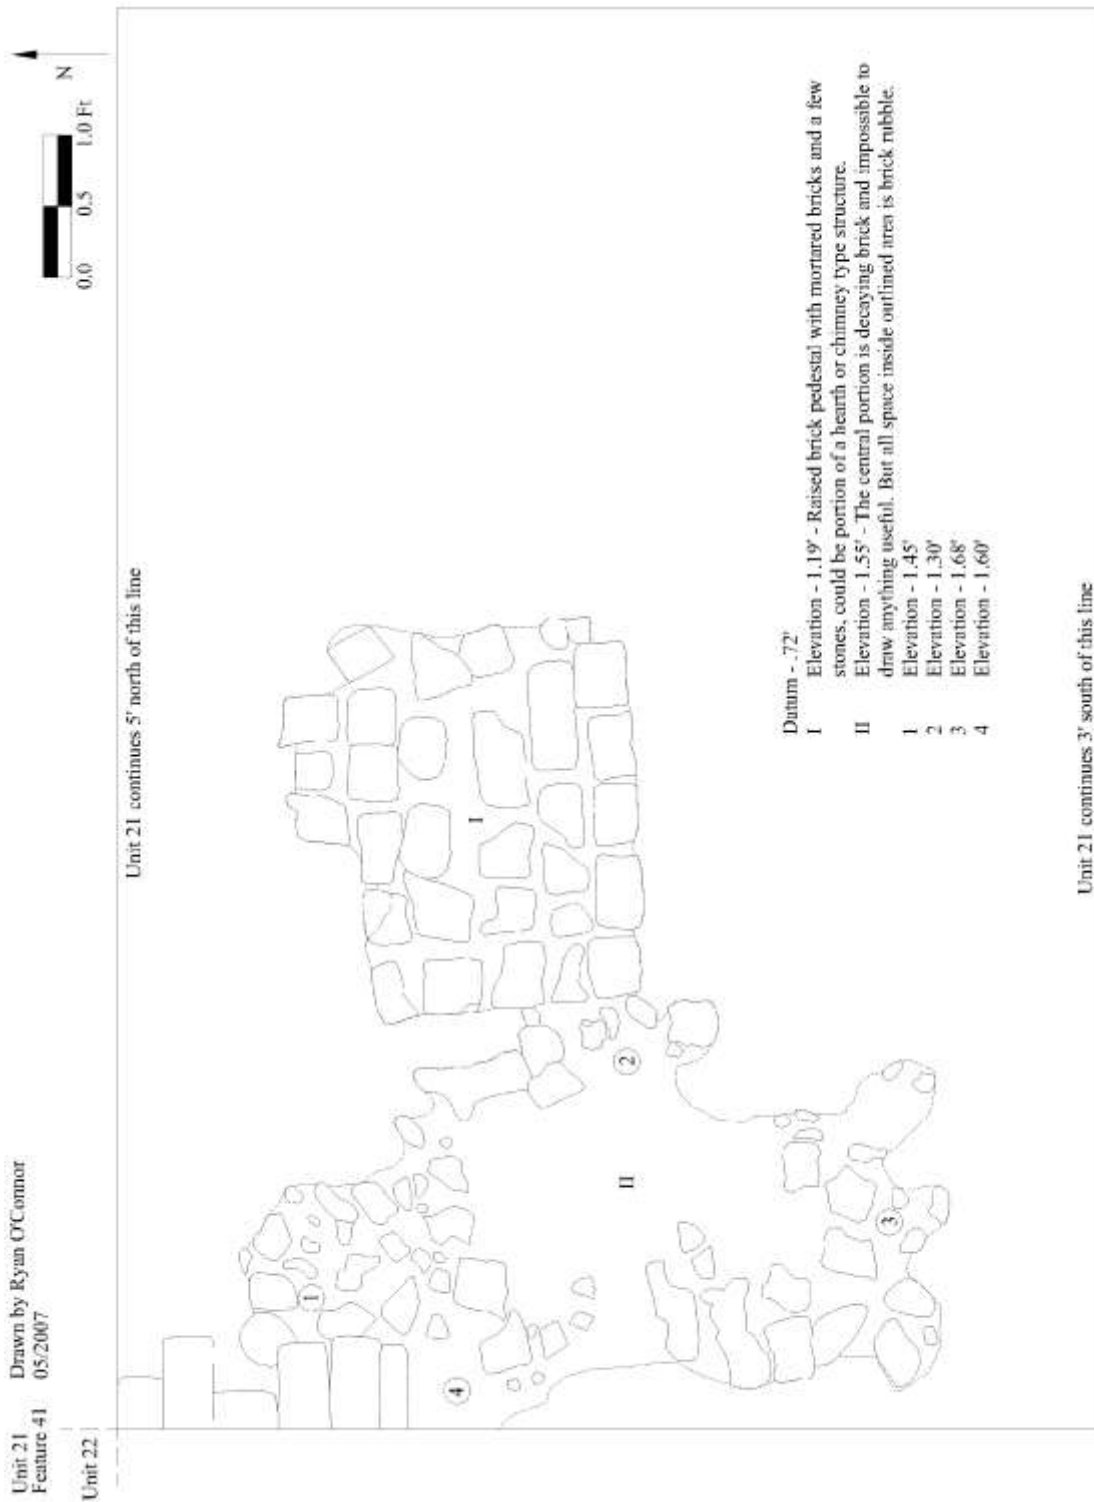 Unit 21 Drawn by Ryan O'Connor
Feature 41 05/2007
N
0.0 0.5 1.0 Ft
Unit 22
Unit 21 continues 5' north of this line
I
II
1
2
3
4
Datum - .72'
I Elevation - 1.19' - Raised brick pedestal with mortared bricks and a few
stones, could be portion of a hearth or chimney type structure.
II Elevation - 1.55' - The central portion is decaying brick and impossible to
draw anything useful. But all space inside outlined area is brick rubble.
1 Elevation - 1.45'
2 Elevation - 1.30'
3 Elevation - 1.68'
4 Elevation - 1.60'
Unit 21 continues 3' south of this line